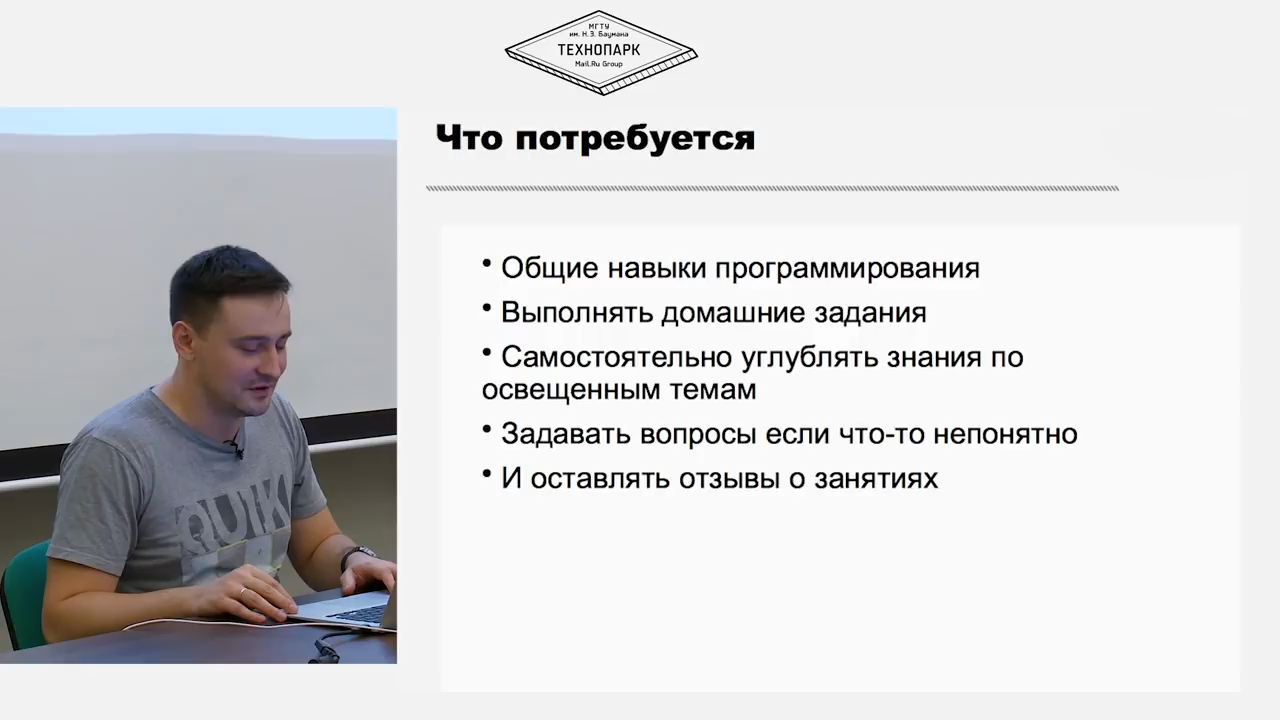 МГТУ
им. Н.Э. Баумана
ТЕХНОПАРК
Mail.Ru Group
Что потребуется
• Общие навыки программирования
• Выполнять домашние задания
• Самостоятельно углублять знания по
освещенным темам
• Задавать вопросы если что-то непонятно
• И оставлять отзывы о занятиях
QUIK